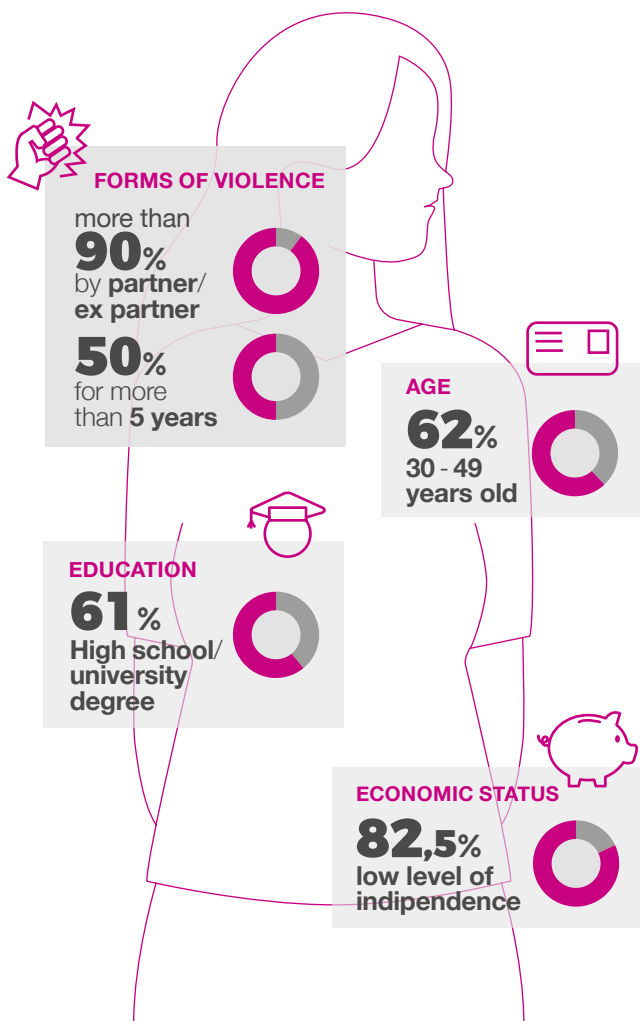 FORMS OF VIOLENCE
more than
90%
by partner/
ex partner
50%
for more
than 5 years
AGE
62%
30 - 49
years old
EDUCATION
61%
High school/
university
degree
ECONOMIC STATUS
82,5%
low level of
indipendence